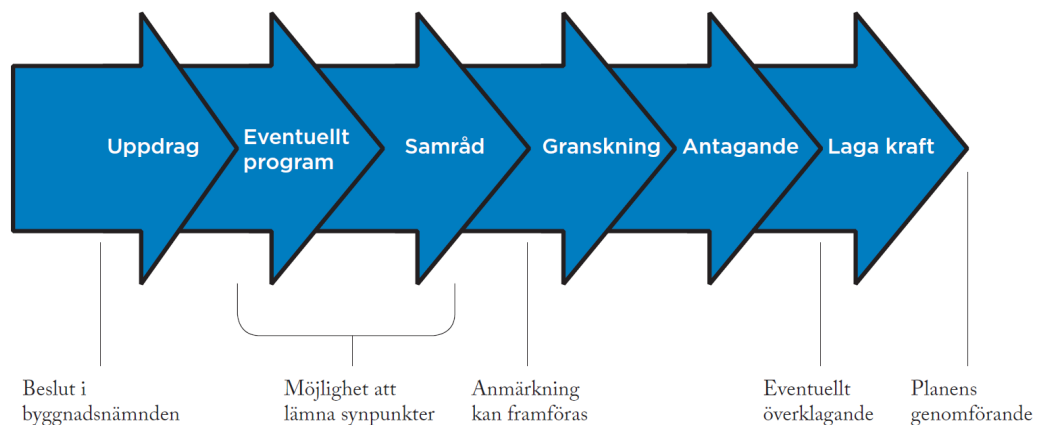 Uppdrag
Eventuellt
program
Samråd
Granskning
Antagande
Laga kraft
Beslut i
byggnadsnämnden
Möjlighet att
lämna synpunkter
Anmärkning
kan framföras
Eventuellt
överklagande
Planens
genomförande